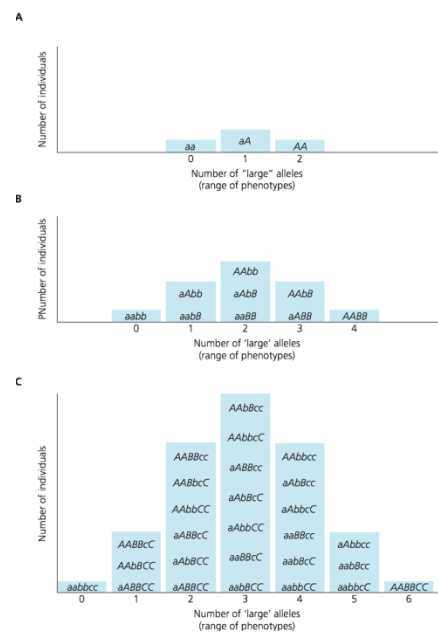 A
Number of individuals
aa
aA
AA
0 1 2
Number of "large" alleles
(range of phenotypes)
B
PNumber of individuals
AAbb
aAbb aAbB AAbB
aabb aabB aaBB aABB AABB
0 1 2 3 4
Number of 'large' alleles
(range of phenotypes)
C
Number of individuals
AAbBcc
AAbbcC
AABBcc AAbbcc
aABBcc
AAbBcC aAbBcc
aAbBcC
AAbbCC aAbbcC
AABBcC aABBcC aAbbCC aaBBcc aAbbcc
AAbBCC aAbBCC aaBBcC aabBcC aabBcc
aabbcc aABBCC aABBCC aabBCC aabbCC aabbcC AABBCC
0 1 2 3 4 5 6
Number of 'large' alleles
(range of phenotypes)